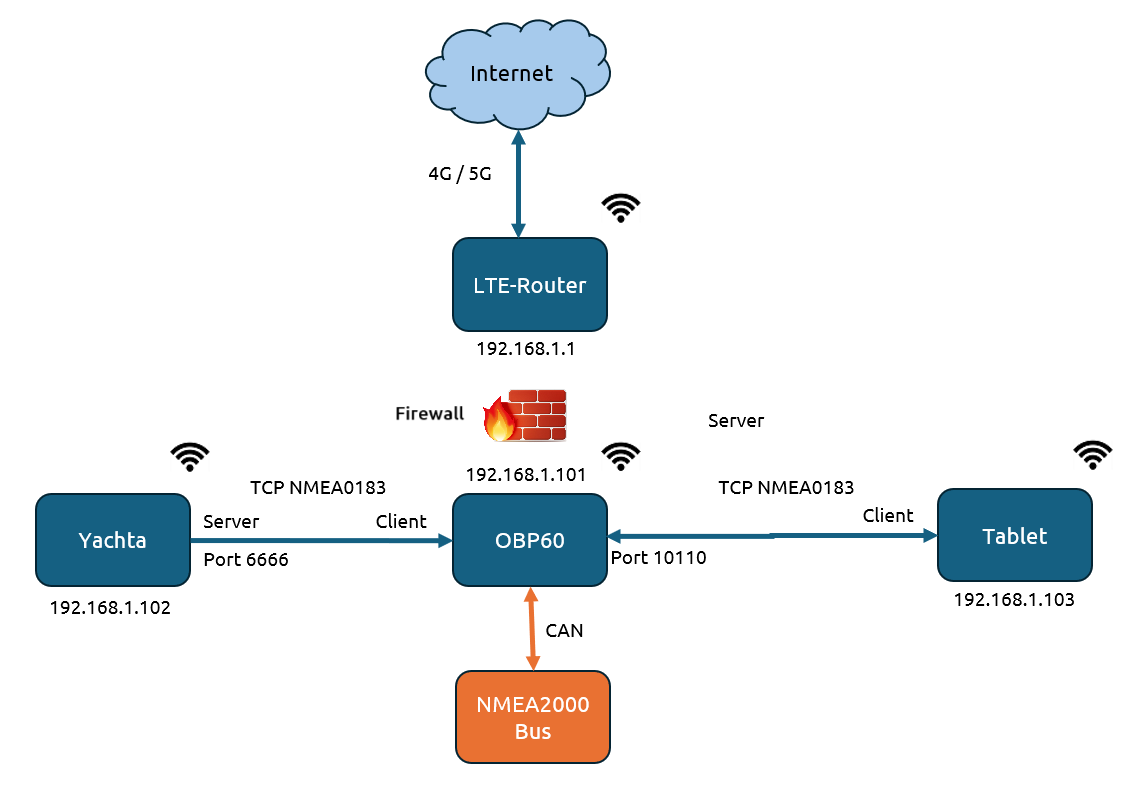 Internet
4G / 5G
LTE-Router
192.168.1.1
Firewall
Server
192.168.1.101
TCP NMEA0183
TCP NMEA0183
Server
Client
Client
Yachta
OBP60
Tablet
Port 6666
Port 10110
192.168.1.102
192.168.1.103
CAN
NMEA2000
Bus